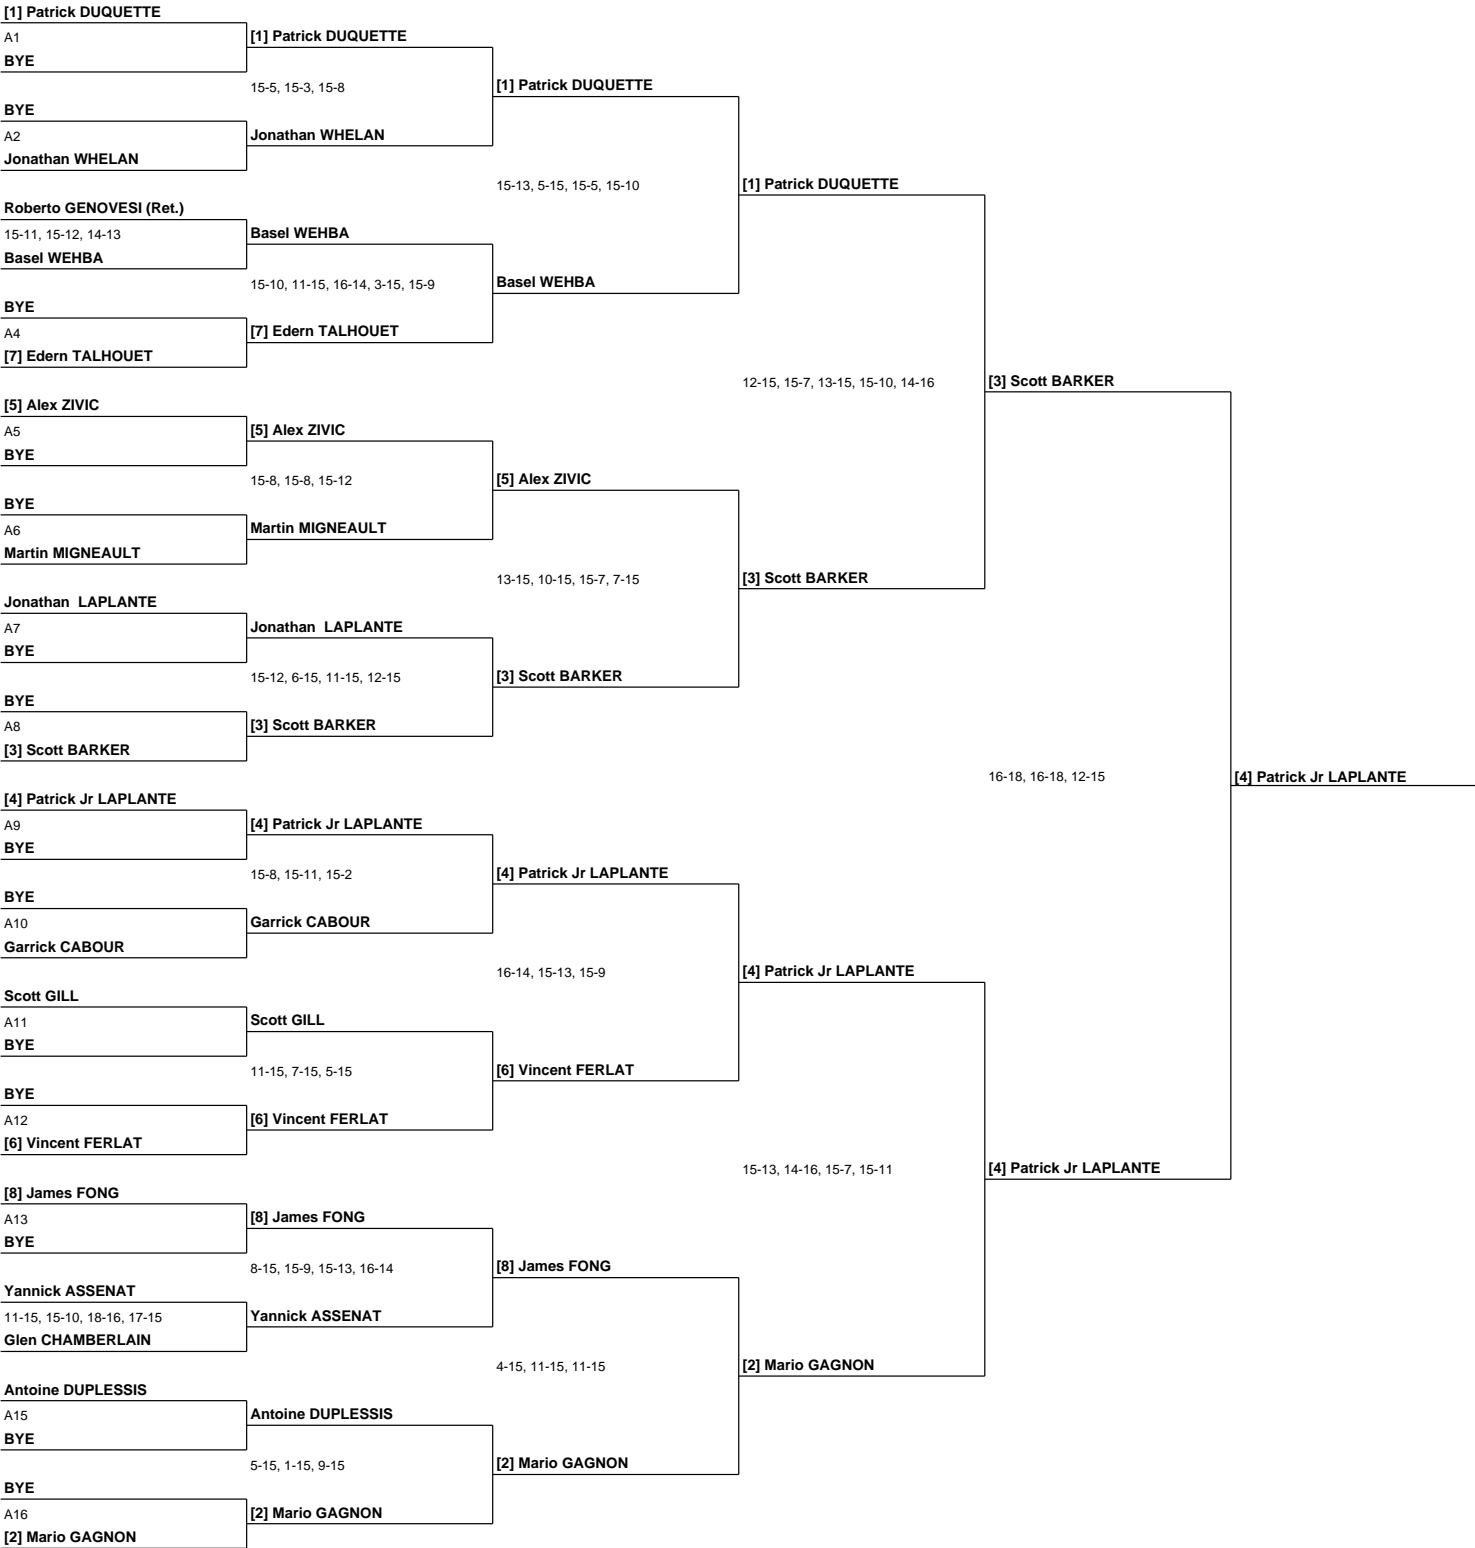 [1] Patrick DUQUETTE
A1
BYE
[1] Patrick DUQUETTE
15-5, 15-3, 15-8
[1] Patrick DUQUETTE
BYE
A2
Jonathan WHELAN
Jonathan WHELAN
15-13, 5-15, 15-5, 15-10
[1] Patrick DUQUETTE
Roberto GENOVESI (Ret.)
15-11, 15-12, 14-13
Basel WEHBA
Basel WEHBA
15-10, 11-15, 16-14, 3-15, 15-9
Basel WEHBA
BYE
A4
[7] Edern TALHOUET
[7] Edern TALHOUET
12-15, 15-7, 13-15, 15-10, 14-16
[3] Scott BARKER
[5] Alex ZIVIC
A5
BYE
[5] Alex ZIVIC
15-8, 15-8, 15-12
[5] Alex ZIVIC
BYE
A6
Martin MIGNEAULT
Martin MIGNEAULT
13-15, 10-15, 15-7, 7-15
[3] Scott BARKER
Jonathan  LAPLANTE
A7
BYE
Jonathan  LAPLANTE
15-12, 6-15, 11-15, 12-15
[3] Scott BARKER
BYE
A8
[3] Scott BARKER
[3] Scott BARKER
16-18, 16-18, 12-15
[4] Patrick Jr LAPLANTE
[4] Patrick Jr LAPLANTE
A9
BYE
[4] Patrick Jr LAPLANTE
15-8, 15-11, 15-2
[4] Patrick Jr LAPLANTE
BYE
A10
Garrick CABOUR
Garrick CABOUR
16-14, 15-13, 15-9
[4] Patrick Jr LAPLANTE
Scott GILL
A11
BYE
Scott GILL
11-15, 7-15, 5-15
[6] Vincent FERLAT
BYE
A12
[6] Vincent FERLAT
[6] Vincent FERLAT
15-13, 14-16, 15-7, 15-11
[4] Patrick Jr LAPLANTE
[8] James FONG
A13
BYE
[8] James FONG
8-15, 15-9, 15-13, 16-14
[8] James FONG
Yannick ASSENAT
11-15, 15-10, 18-16, 17-15
Glen CHAMBERLAIN
Yannick ASSENAT
4-15, 11-15, 11-15
[2] Mario GAGNON
Antoine DUPLESSIS
A15
BYE
Antoine DUPLESSIS
5-15, 1-15, 9-15
[2] Mario GAGNON
BYE
A16
[2] Mario GAGNON
[2] Mario GAGNON